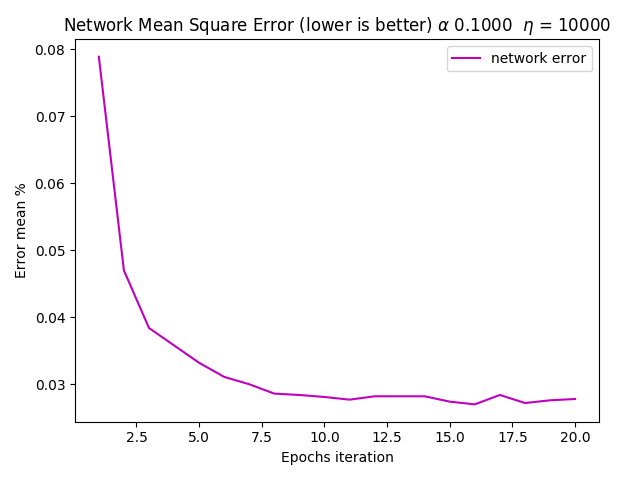 Network Mean Square Error (lower is better) α 0.1000 η = 10000
network error
0.08
0.07
0.06
0.05
0.04
0.03
Error mean %
2.5 5.0 7.5 10.0 12.5 15.0 17.5 20.0
Epochs iteration